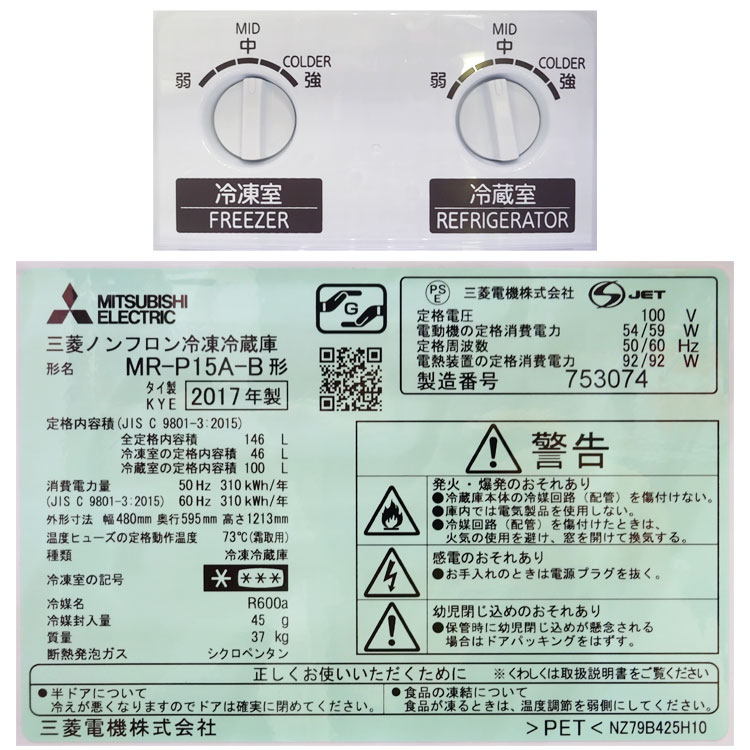 MID
中
COLDER
弱 強
冷凍室
FREEZER
MID
中
COLDER
弱 強
冷蔵室
REFRIGERATOR
MITSUBISHI
ELECTRIC
G
三菱ノンフロン冷凍冷蔵庫
形名 MR-P15A-B形
タイ製
KYE
2017年製
定格内容積(JIS C 9801-3:2015)
全定格内容積 146 L
冷凍室の定格内容積 46 L
冷蔵室の定格内容積 100 L
消費電力量 50 Hz 310 kWh/年
(JIS C 9801-3:2015) 60 Hz 310 kWh/年
外形寸法 幅480mm 奥行595mm 高さ1213mm
温度ヒューズの定格動作温度 73℃(霜取用)
種類 冷凍冷蔵庫
冷凍室の記号
冷媒名 R600a
冷媒封入量 45 g
質量 37 kg
断熱発泡ガス シクロペンタン
PS
E
三菱電機株式会社
S JET
定格電圧 100 V
電動機の定格消費電力 54/59 W
定格周波数 50/60 Hz
電熱装置の定格消費電力 92/92 W
製造番号 753074
警告
発火・爆発のおそれあり
●冷蔵庫本体の冷媒回路(配管)を傷付けない。
●庫内では電気製品を使用しない。
●冷媒回路(配管)を傷付けたときは、
火気の使用を避け、窓を開けて換気する。
感電のおそれあり
●お手入れのときは電源プラグを抜く。
幼児閉じ込めのおそれあり
●保管時に幼児閉じ込めが懸念される
場合はドアパッキングをはずす。
正しくお使いいただくために ※くわしくは取扱説明書をご覧ください
●半ドアについて
冷えが悪くなりますのでドアは確実に閉めてください。
●食品の凍結について
食品が凍るときは、温度調節を弱側にしてください。
三菱電機株式会社
>PET< NZ79B425H10